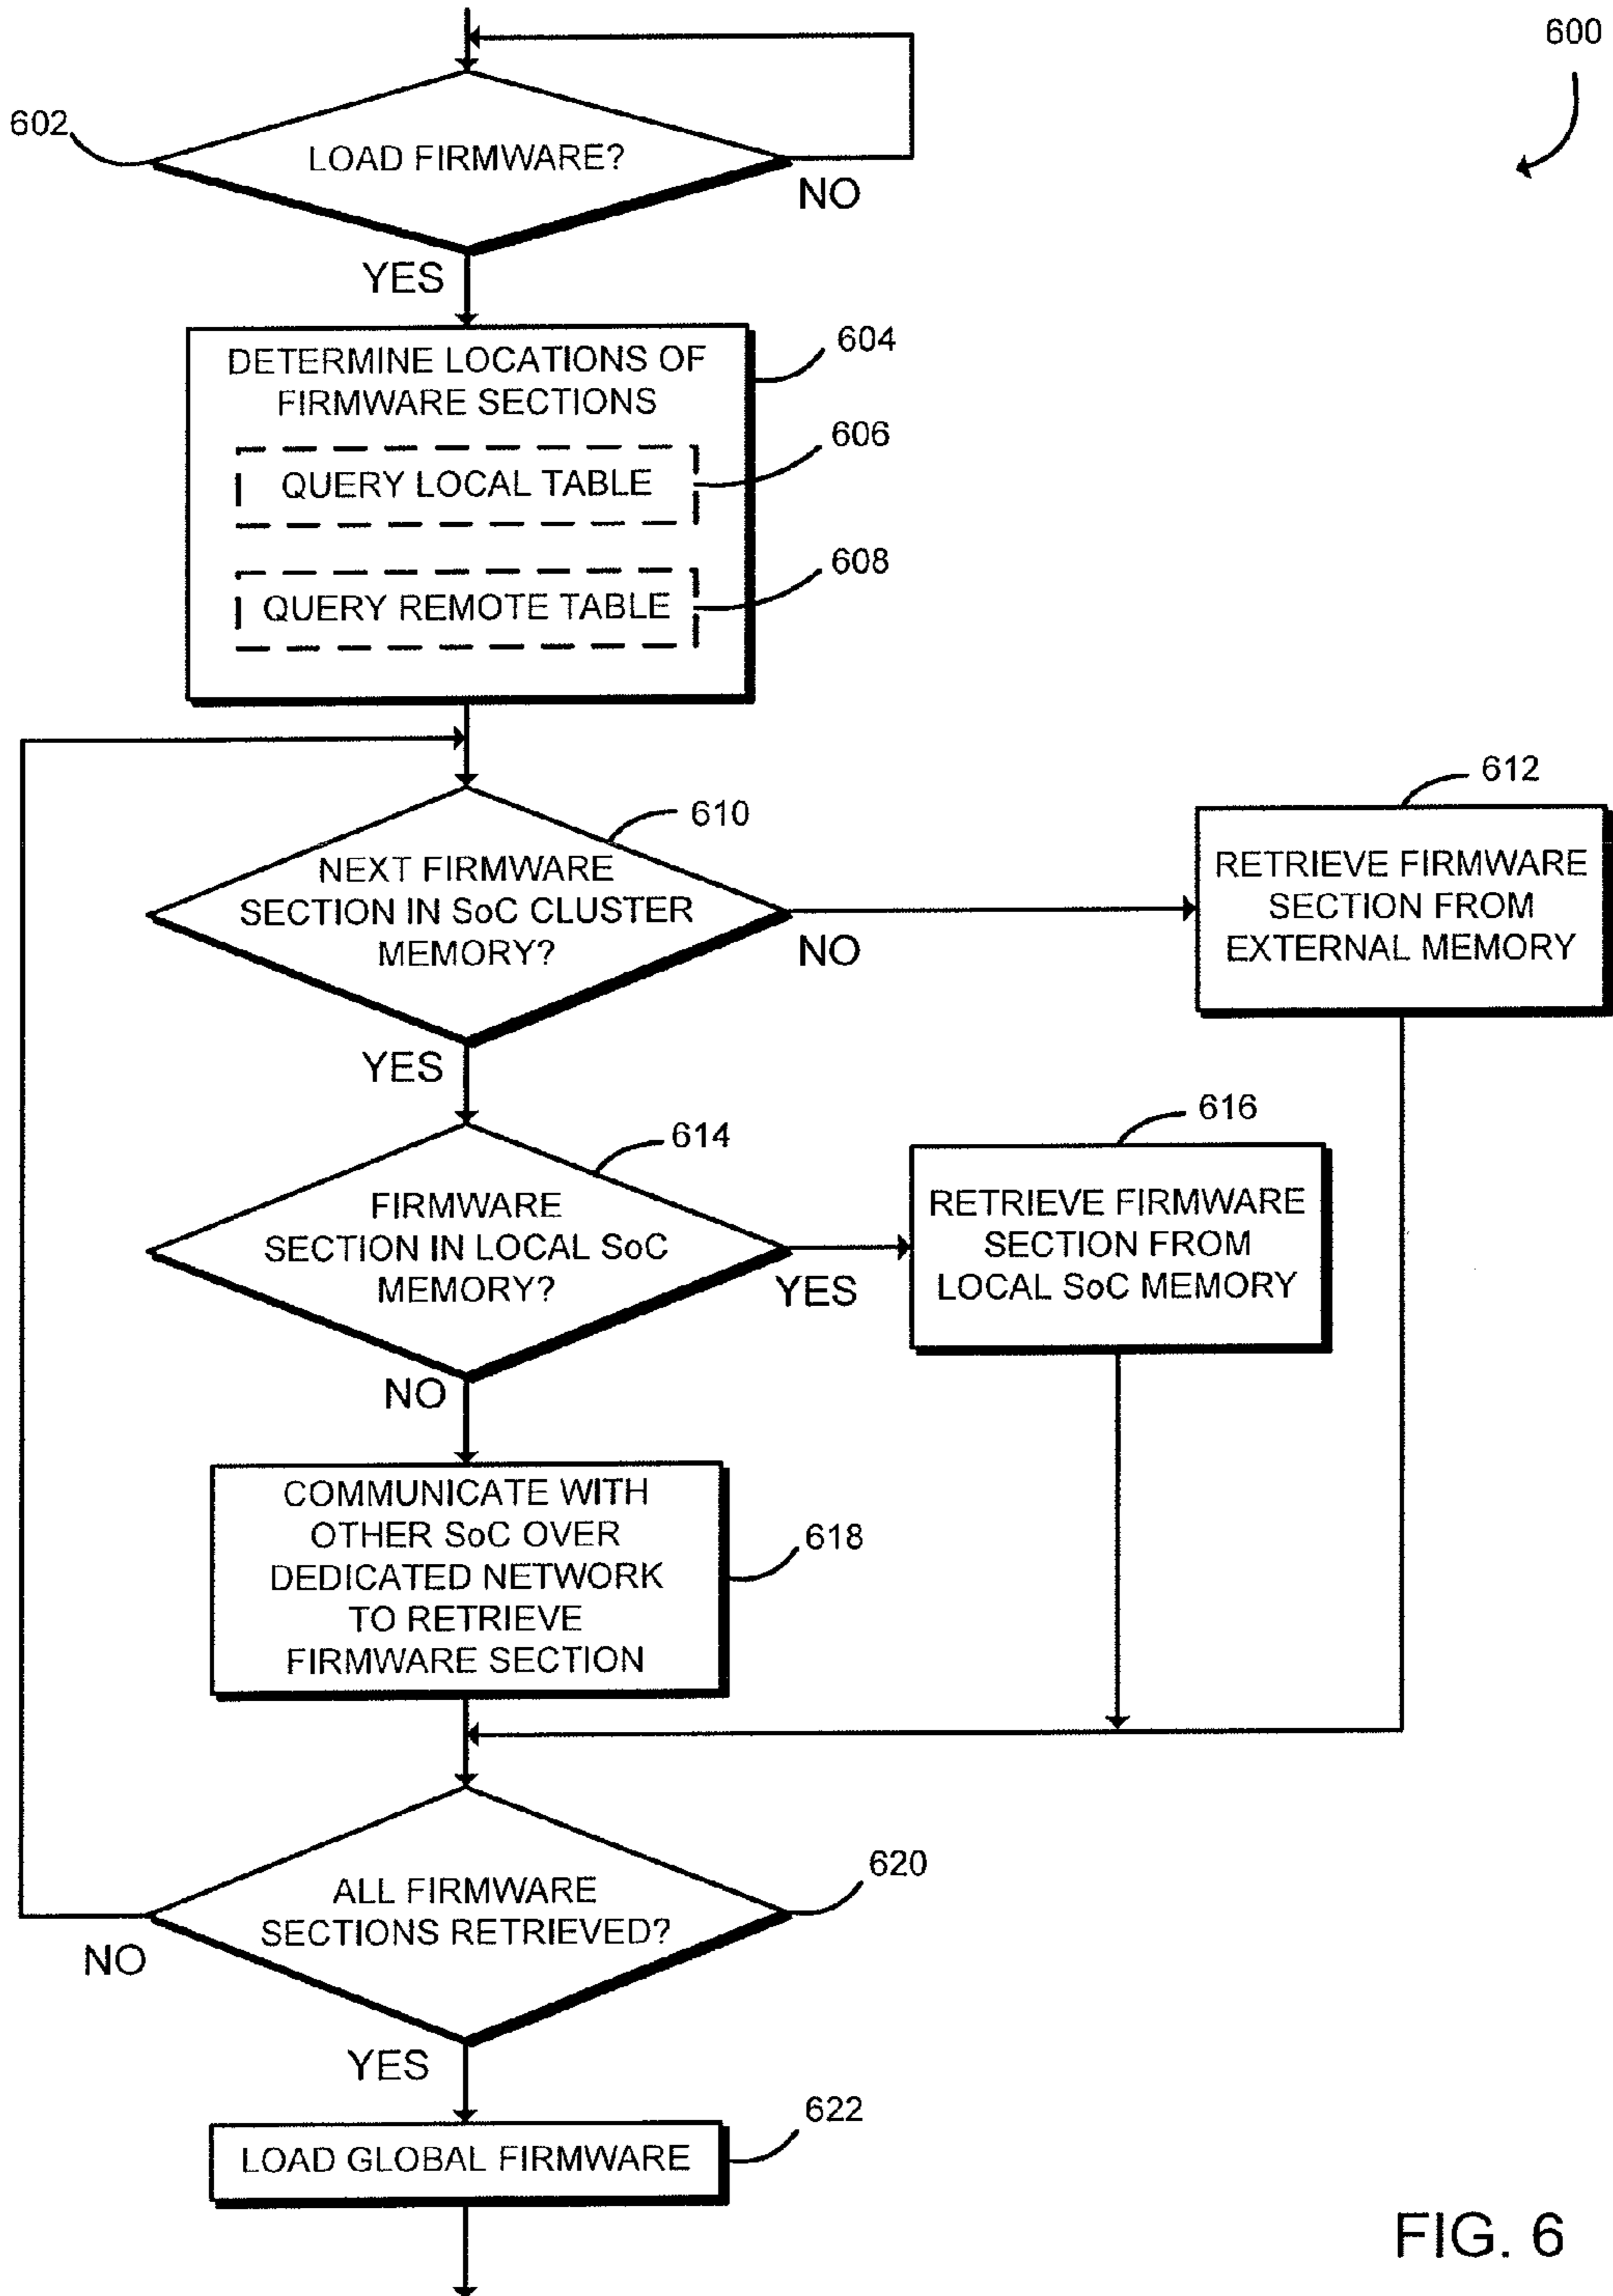 600
602
LOAD FIRMWARE?
NO
YES
604
DETERMINE LOCATIONS OF
FIRMWARE SECTIONS
606
QUERY LOCAL TABLE
608
QUERY REMOTE TABLE
610
NEXT FIRMWARE
SECTION IN SoC CLUSTER
MEMORY?
NO
YES
612
RETRIEVE FIRMWARE
SECTION FROM
EXTERNAL MEMORY
614
FIRMWARE
SECTION IN LOCAL SoC
MEMORY?
YES
NO
616
RETRIEVE FIRMWARE
SECTION FROM
LOCAL SoC MEMORY
COMMUNICATE WITH
OTHER SoC OVER
DEDICATED NETWORK
TO RETRIEVE
FIRMWARE SECTION
618
620
ALL FIRMWARE
SECTIONS RETRIEVED?
NO
YES
622
LOAD GLOBAL FIRMWARE
FIG. 6